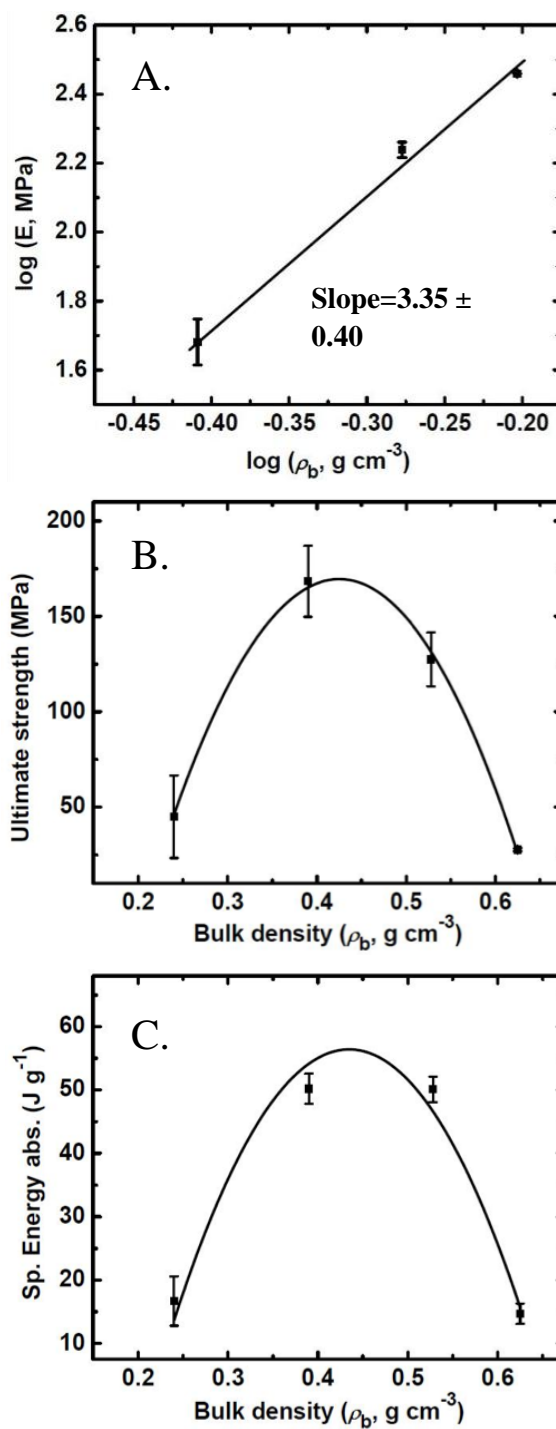 A.
log (E, MPa)
2.6
2.4
2.2
2.0
1.8
1.6
Slope=3.35 ±
0.40
-0.45 -0.40 -0.35 -0.30 -0.25 -0.20
log (ρb, g cm-3)
B.
Ultimate strength (MPa)
200
150
100
50
0.2 0.3 0.4 0.5 0.6
Bulk density (ρb, g cm-3)
C.
Sp. Energy abs. (J g-1)
60
50
40
30
20
10
0.2 0.3 0.4 0.5 0.6
Bulk density (ρb, g cm-3)